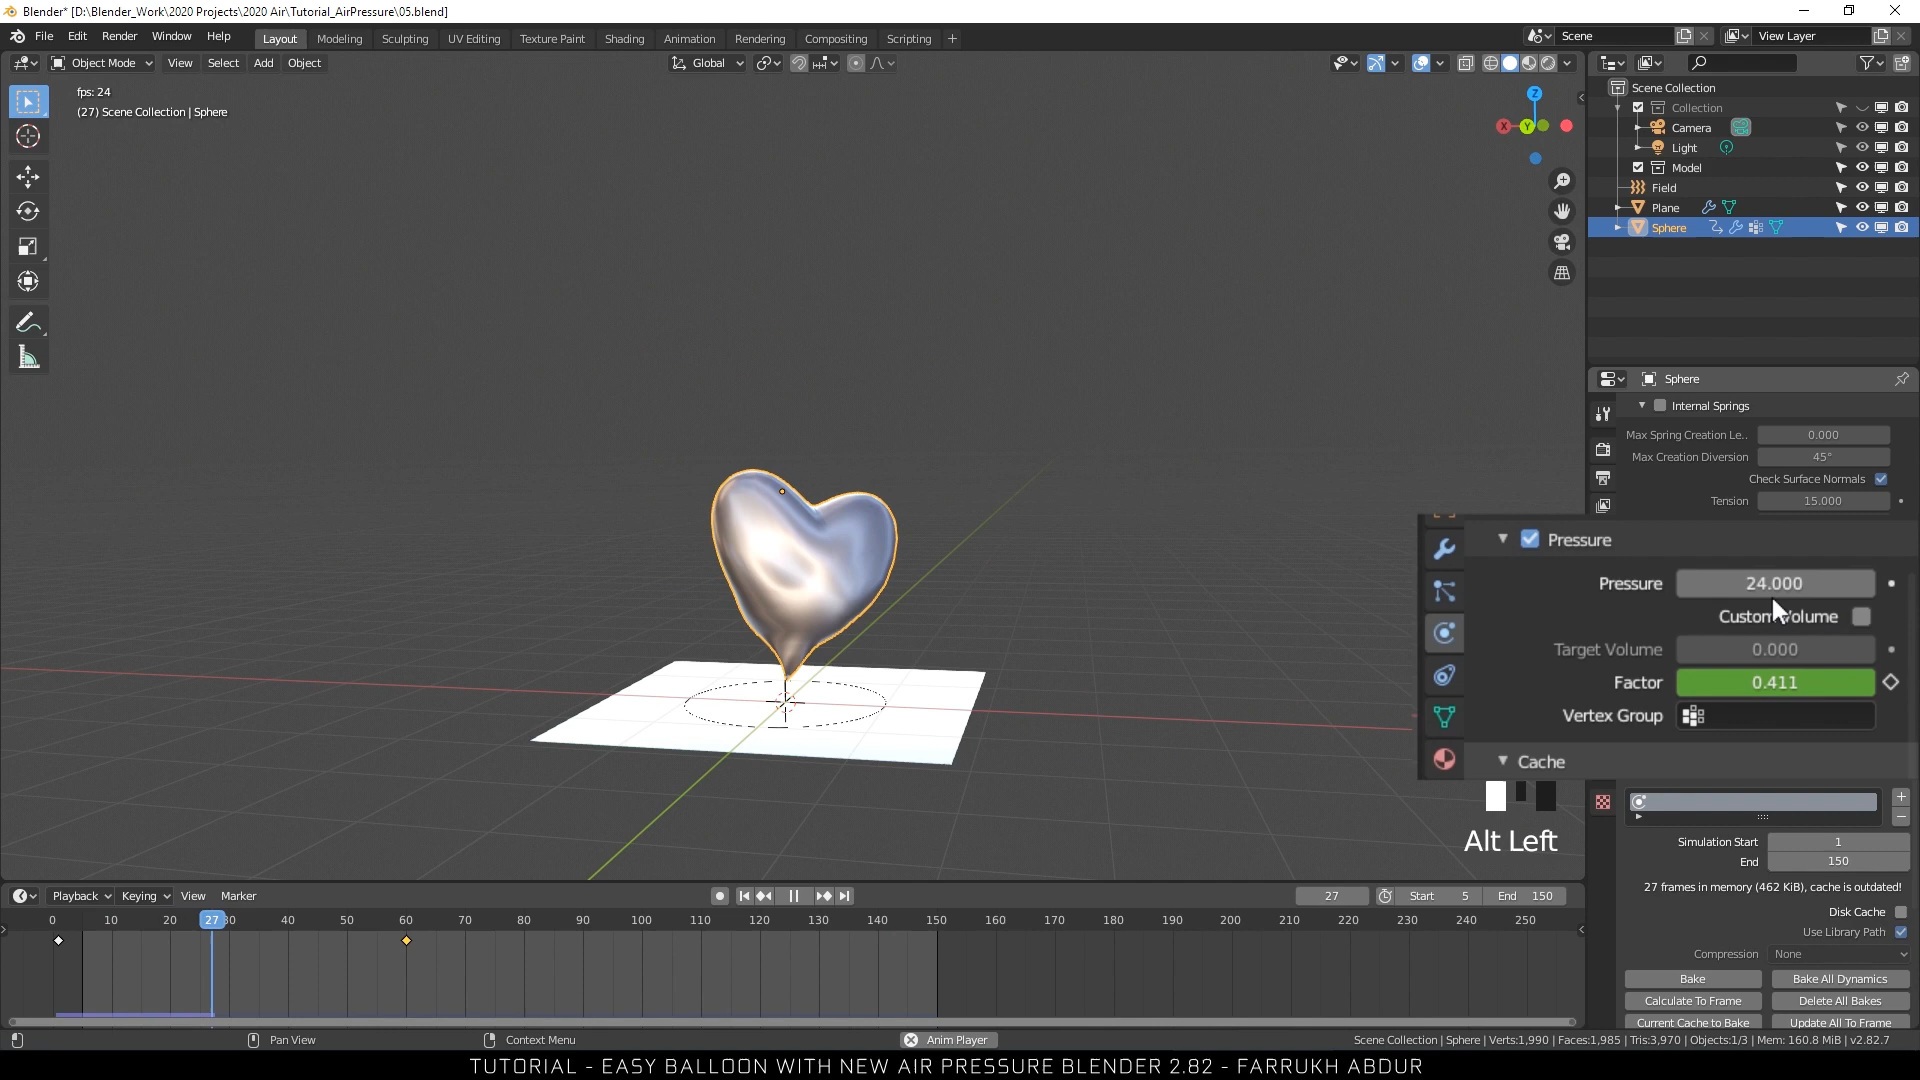 Blender* [D:\Blender_Work\2020 Projects\2020 Air\Tutorial_AirPressure\05.blend]
File Edit Render Window Help Layout Modeling Sculpting UV Editing Texture Paint Shading Animation Rendering Compositing Scripting + Scene View Layer
Object Mode View Select Add Object Global
fps: 24
(27) Scene Collection | Sphere
Z
X Y
Scene Collection
Collection
Camera
Light
Model
Field
Plane
Sphere
Sphere
Internal Springs
Max Spring Creation Le.. 0.000
Max Creation Diversion 45°
Check Surface Normals
Tension 15.000
Pressure
Pressure 24.000
Custom Volume
Target Volume 0.000
Factor 0.411
Vertex Group
Cache
Alt Left
Simulation Start 1
End 150
27 frames in memory (462 KiB), cache is outdated!
Disk Cache
Use Library Path
Compression None
Bake Bake All Dynamics
Calculate To Frame Delete All Bakes
Current Cache to Bake Update All To Frame
Playback Keying View Marker 27 Start 5 End 150
0 10 20 27 30 40 50 60 70 80 90 100 110 120 130 140 150 160 170 180 190 200 210 220 230 240 250
Pan View Context Menu Anim Player Scene Collection | Sphere | Verts:1,990 | Faces:1,985 | Tris:3,970 | Objects:1/3 | Mem: 160.8 MiB | v2.82.7
TUTORIAL - EASY BALLOON WITH NEW AIR PRESSURE BLENDER 2.82 - FARRUKH ABDUR